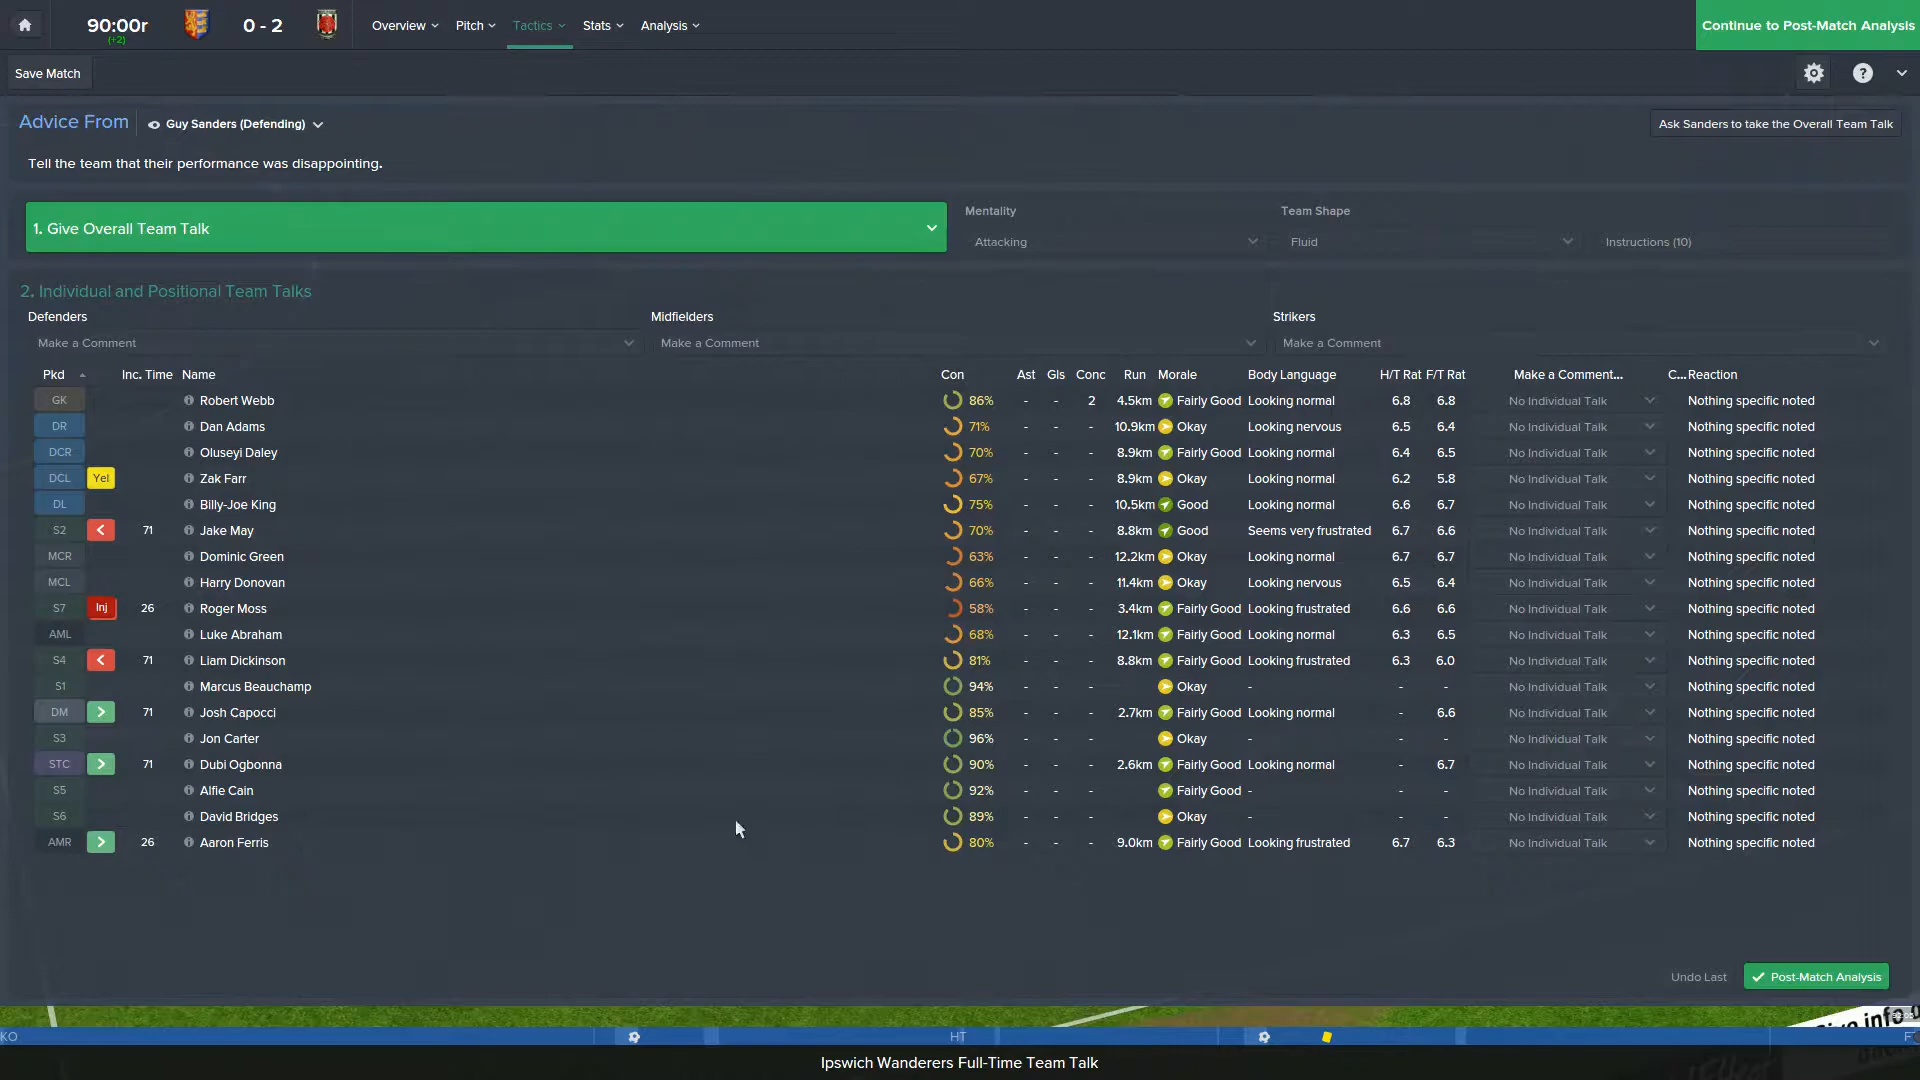 90:00r
(+2)
0 - 2
Overview
Pitch
Tactics
Stats
Analysis
Continue to Post-Match Analysis
Save Match
?
Advice From
Guy Sanders (Defending)
Ask Sanders to take the Overall Team Talk
Tell the team that their performance was disappointing.
1. Give Overall Team Talk
Mentality
Attacking
Team Shape
Fluid
Instructions (10)
2. Individual and Positional Team Talks
Defenders
Midfielders
Strikers
Make a Comment
Make a Comment
Make a Comment
Pkd Inc. Time Name Con Ast Gls Conc Run Morale Body Language H/T Rat F/T Rat Make a Comment... C... Reaction
GK Robert Webb 86% - - 2 4.5km Fairly Good Looking normal 6.8 6.8 No Individual Talk Nothing specific noted
DR Dan Adams 71% - - - 10.9km Okay Looking nervous 6.5 6.4 No Individual Talk Nothing specific noted
DCR Oluseyi Daley 70% - - - 8.9km Fairly Good Looking normal 6.4 6.5 No Individual Talk Nothing specific noted
DCL Yel Zak Farr 67% - - - 8.9km Okay Looking normal 6.2 5.8 No Individual Talk Nothing specific noted
DL Billy-Joe King 75% - - - 10.5km Good Looking normal 6.6 6.7 No Individual Talk Nothing specific noted
S2 71 Jake May 70% - - - 8.8km Good Seems very frustrated 6.7 6.6 No Individual Talk Nothing specific noted
MCR Dominic Green 63% - - - 12.2km Okay Looking normal 6.7 6.7 No Individual Talk Nothing specific noted
MCL Harry Donovan 66% - - - 11.4km Okay Looking nervous 6.5 6.4 No Individual Talk Nothing specific noted
S7 Inj 26 Roger Moss 58% - - - 3.4km Fairly Good Looking frustrated 6.6 6.6 No Individual Talk Nothing specific noted
AML Luke Abraham 68% - - - 12.1km Fairly Good Looking normal 6.3 6.5 No Individual Talk Nothing specific noted
S4 71 Liam Dickinson 81% - - - 8.8km Fairly Good Looking frustrated 6.3 6.0 No Individual Talk Nothing specific noted
S1 Marcus Beauchamp 94% - - - Okay - - - No Individual Talk Nothing specific noted
DM 71 Josh Capocci 85% - - - 2.7km Fairly Good Looking normal - 6.6 No Individual Talk Nothing specific noted
S3 Jon Carter 96% - - - Okay - - - No Individual Talk Nothing specific noted
STC 71 Dubi Ogbonna 90% - - - 2.6km Fairly Good Looking normal - 6.7 No Individual Talk Nothing specific noted
S5 Alfie Cain 92% - - - Fairly Good - - - No Individual Talk Nothing specific noted
S6 David Bridges 89% - - - Okay - - - No Individual Talk Nothing specific noted
AMR 26 Aaron Ferris 80% - - - 9.0km Fairly Good Looking frustrated 6.7 6.3 No Individual Talk Nothing specific noted
Undo Last
Post-Match Analysis
KO
HT
Ipswich Wanderers Full-Time Team Talk